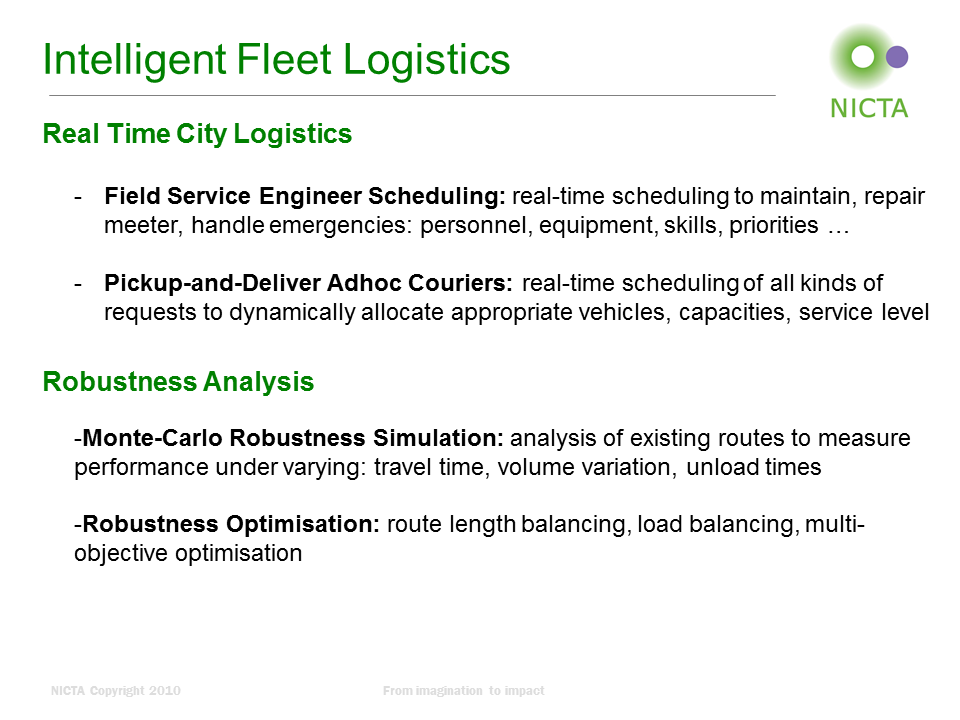 Intelligent Fleet Logistics
NICTA
Real Time City Logistics
- Field Service Engineer Scheduling: real-time scheduling to maintain, repair
meeter, handle emergencies: personnel, equipment, skills, priorities …
- Pickup-and-Deliver Adhoc Couriers: real-time scheduling of all kinds of
requests to dynamically allocate appropriate vehicles, capacities, service level
Robustness Analysis
-Monte-Carlo Robustness Simulation: analysis of existing routes to measure
performance under varying: travel time, volume variation, unload times
-Robustness Optimisation: route length balancing, load balancing, multi-
objective optimisation
NICTA Copyright 2010
From imagination to impact